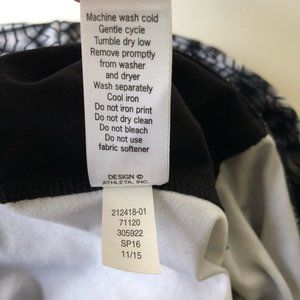 Machine wash cold
Gentle cycle
Tumble dry low
Remove promptly
from washer
and dryer
Wash separately
Cool iron
Do not iron print
Do not dry clean
Do not bleach
Do not use
fabric softener
DESIGN ©
ATHLETA, INC.
212418-01
71120
305922
SP16
11/15